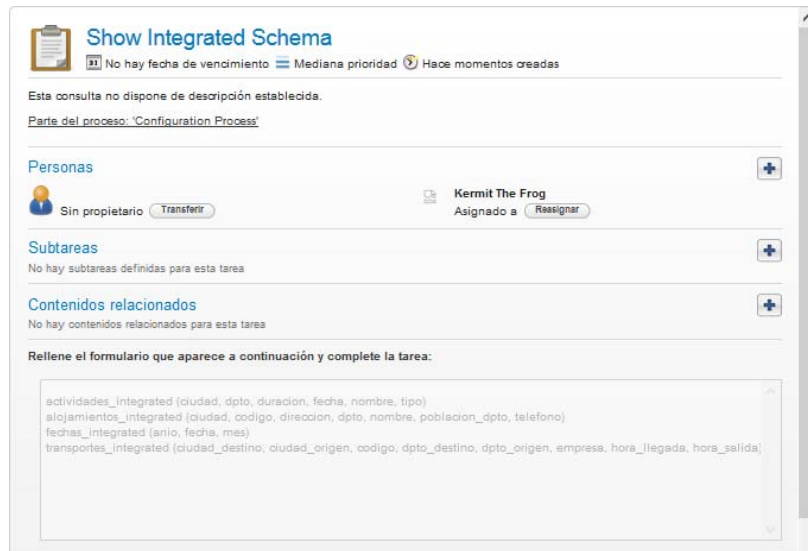 Show Integrated Schema
31 No hay fecha de vencimiento Mediana prioridad Hace momentos creadas
Esta consulta no dispone de descripción establecida.
Parte del proceso: 'Configuration Process'
Personas
Sin propietario Transferir
Kermit The Frog
Asignado a Reasignar
Subtareas
No hay subtareas definidas para esta tarea
Contenidos relacionados
No hay contenidos relacionados para esta tarea
Rellene el formulario que aparece a continuación y complete la tarea:
actividades_integrated (ciudad, dpto, duracion, fecha, nombre, tipo)
alojamientos_integrated (ciudad, codigo, direccion, dpto, nombre, poblacion_dpto, telefono)
fechas_integrated (anio, fecha, mes)
transportes_integrated (ciudad_destino, ciudad_origen, codigo, dpto_destino, dpto_origen, empresa, hora_llegada, hora_salida)